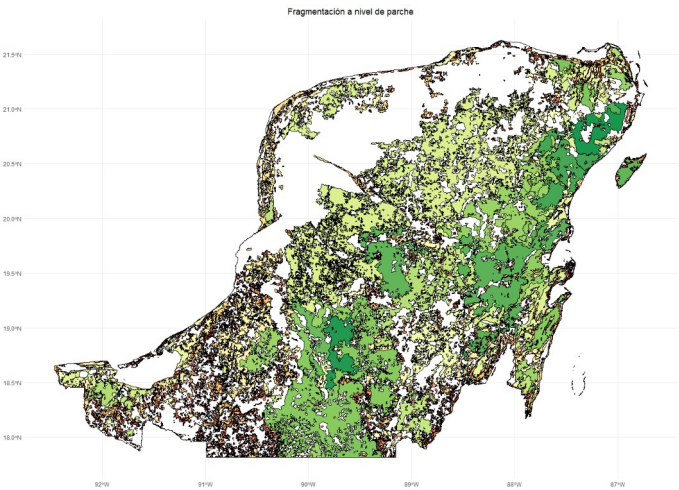 Fragmentación a nivel de parche
21.5°N
21.0°N
20.5°N
20.0°N
19.5°N
19.0°N
18.5°N
18.0°N
92°W
91°W
90°W
89°W
88°W
87°W